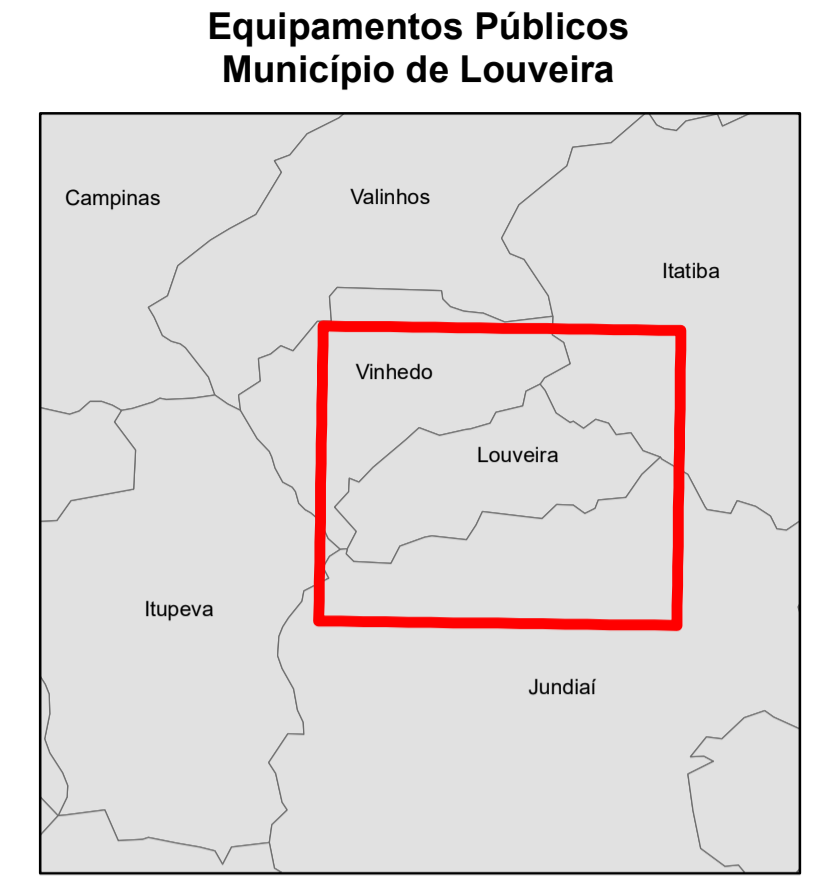 Equipamentos Públicos
Município de Louveira
Campinas
Valinhos
Itatiba
Vinhedo
Louveira
Itupeva
Jundiaí